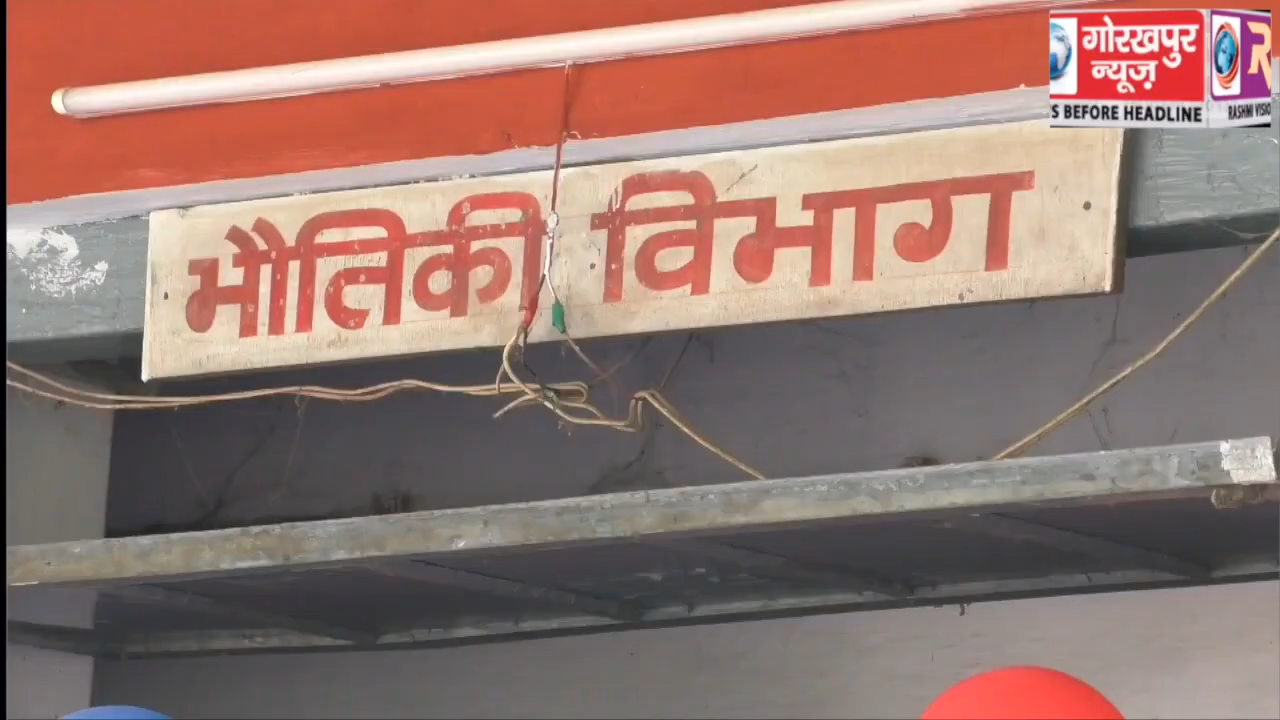 गोरखपुर
न्यूज़
S BEFORE HEADLINE
R
RASHMI VISIO
भौतिकी विभाग